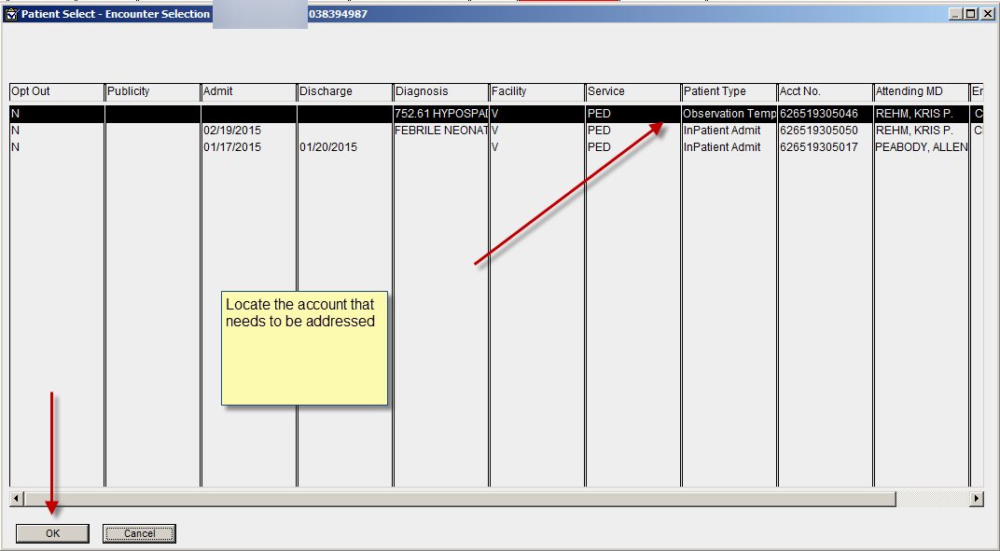 Patient Select - Encounter Selection 038394987
Opt Out Publicity Admit Discharge Diagnosis Facility Service Patient Type Acct No. Attending MD En
N 752.61 HYPOSPAD V PED Observation Temp 626519305046 REHM, KRIS P. C
N 02/19/2015 FEBRILE NEONAT V PED InPatient Admit 626519305050 REHM, KRIS P. C
N 01/17/2015 01/20/2015 V PED InPatient Admit 626519305017 PEABODY, ALLEN
Locate the account that
needs to be addressed
OK Cancel